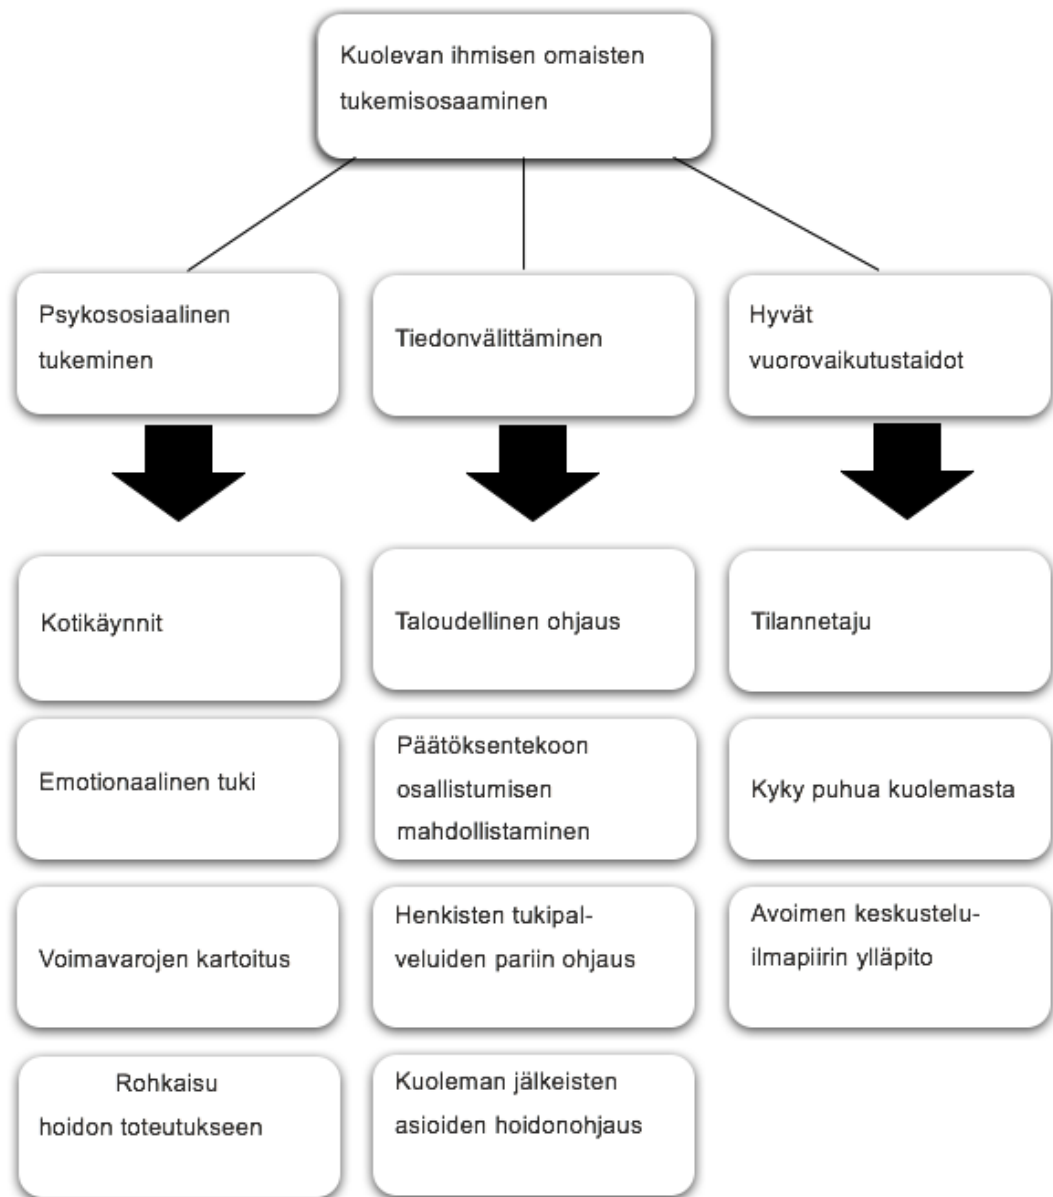 Kuolevan ihmisen omaisten
tukemisosaaminen
Psykososiaalinen
tukeminen
Tiedonvälittäminen
Hyvät
vuorovaikutustaidot
Kotikäynnit
Taloudellinen ohjaus
Tilannetaju
Emotionaalinen tuki
Päätöksentekoon
osallistumisen
mahdollistaminen
Kyky puhua kuolemasta
Voimavarojen kartoitus
Henkisten tukipal-
veluiden pariin ohjaus
Avoimen keskustelu-
ilmapiirin ylläpito
Rohkaisu
hoidon toteutukseen
Kuoleman jälkeisten
asioiden hoidonohjaus